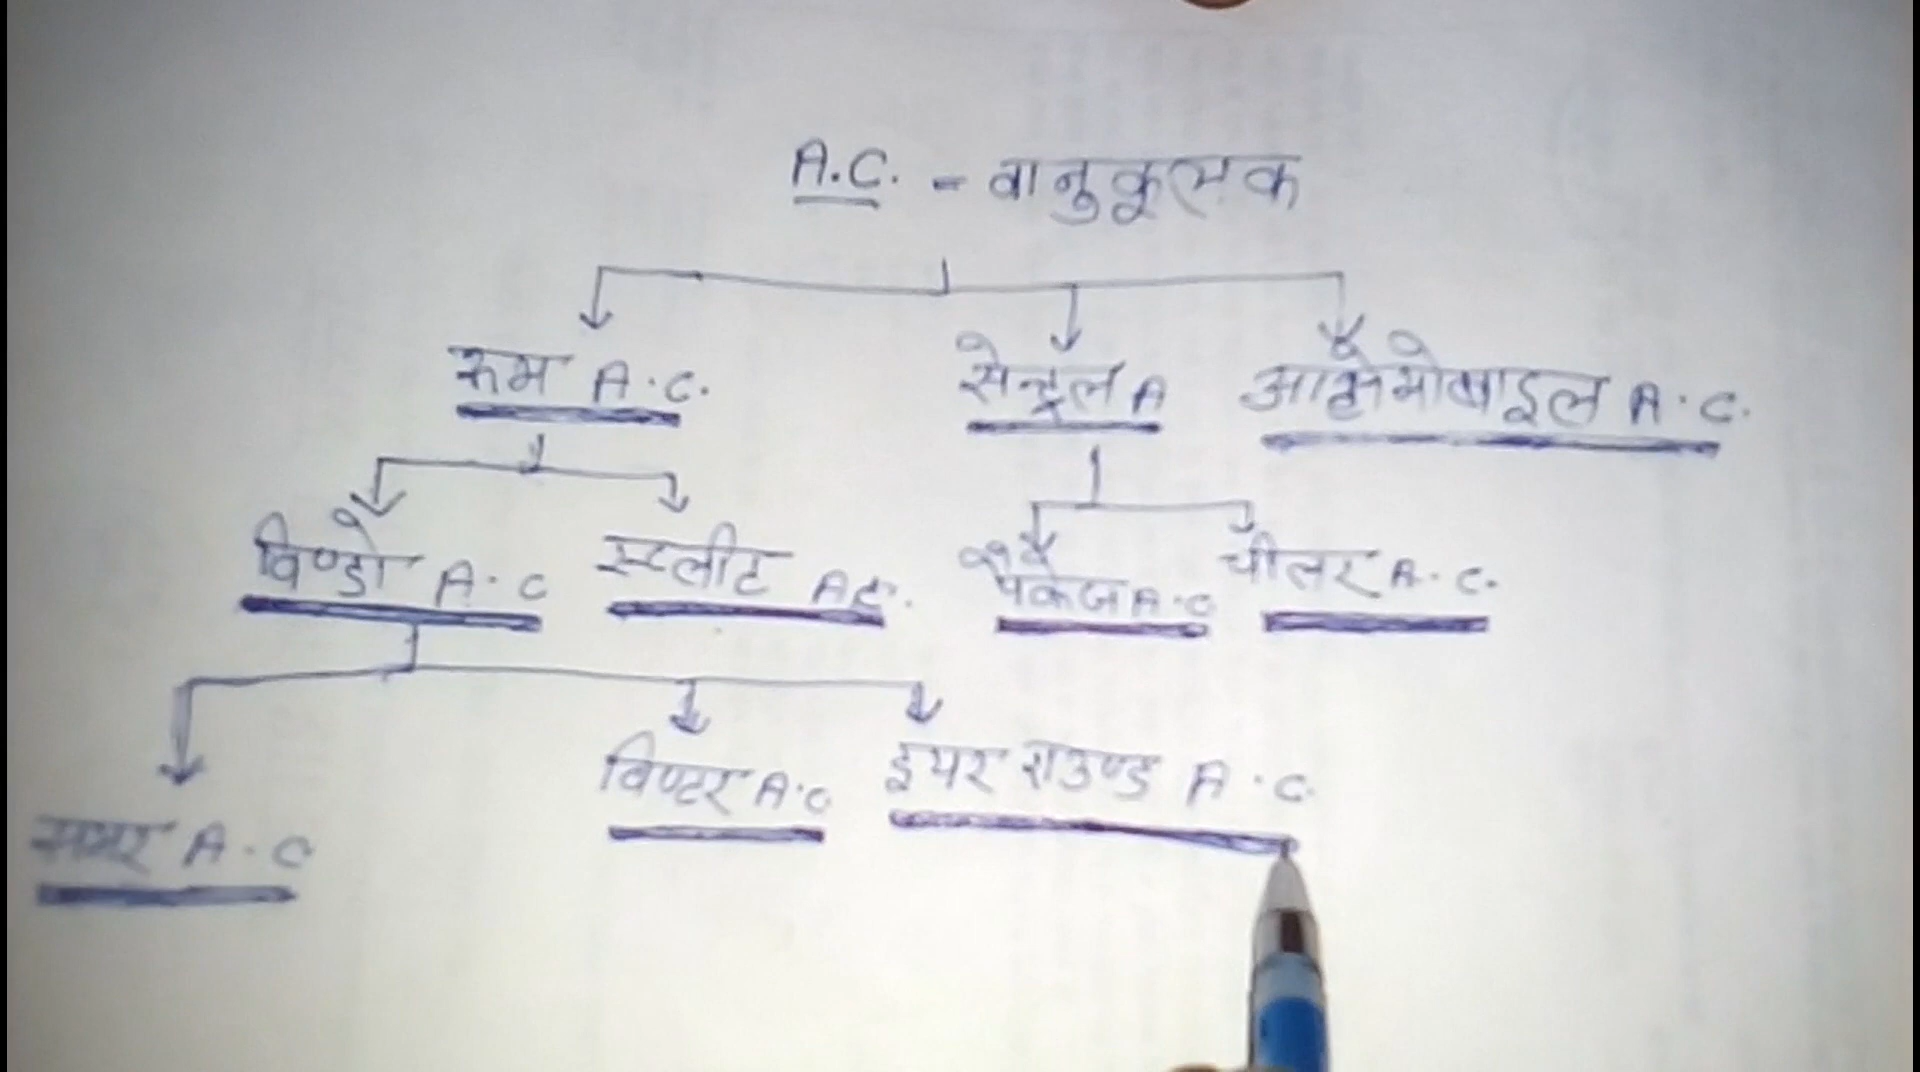 A.C. - वानुकूलक
रूम A.C. सेन्ट्रल A आटोमोबाइल A.C.
विण्डो A.C स्प्लीट A.C. पैकेज A.C चीलर A.C.
विण्टर A.C इयर राउण्ड A.C.
समर A.C